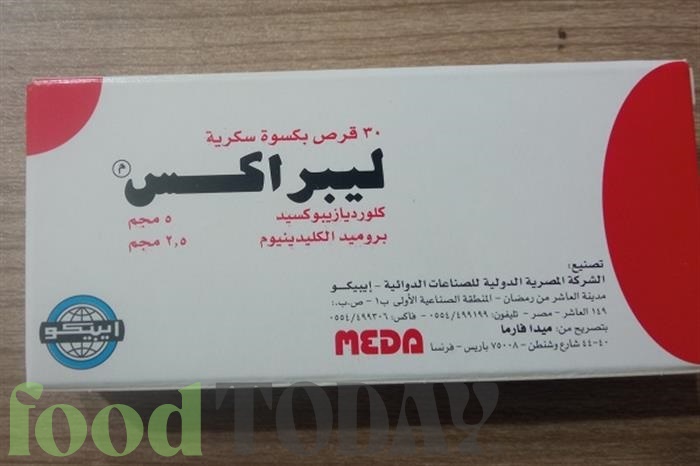 ٣٠ قرص بكسوة سكرية
ليبراكس م
كلورديازيبوكسيد ٥ مجم
بروميد الكليدينيوم ٢,٥ مجم
تصنيع:
الشركة المصرية الدولية للصناعات الدوائية - إيبيكو
مدينة العاشر من رمضان - المنطقة الصناعية الأولى ب١ - ص.ب.:
١٤٩ العاشر - مصر - تليفون: ٠٥٥٤/٤٩٩١٩٩ - فاكس: ٠٥٥٤/٤٩٩٣٠٦
بتصريح من: ميدا فارما
٤٠-٤٤ شارع وشنطن - ٧٥٠٠٨ باريس - فرنسا
MEDA
إيبيكو
food TODAY